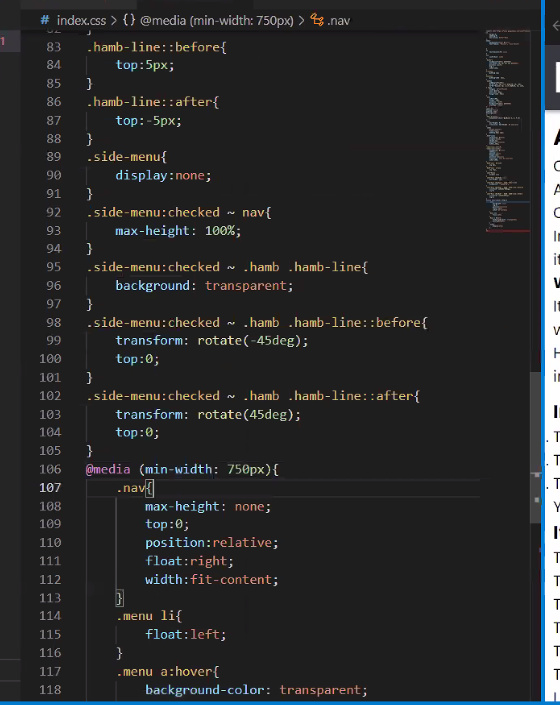 # index.css > {} @media (min-width: 750px) > .nav
83 .hamb-line::before{
84 top:5px;
85 }
86 .hamb-line::after{
87 top:-5px;
88 }
89 .side-menu{
90 display:none;
91 }
92 .side-menu:checked ~ nav{
93 max-height: 100%;
94 }
95 .side-menu:checked ~ .hamb .hamb-line{
96 background: transparent;
97 }
98 .side-menu:checked ~ .hamb .hamb-line::before{
99 transform: rotate(-45deg);
100 top:0;
101 }
102 .side-menu:checked ~ .hamb .hamb-line::after{
103 transform: rotate(45deg);
104 top:0;
105 }
106 @media (min-width: 750px){
107 .nav{
108 max-height: none;
109 top:0;
110 position:relative;
111 float:right;
112 width:fit-content;
113 }
114 .menu li{
115 float:left;
116 }
117 .menu a:hover{
118 background-color: transparent;